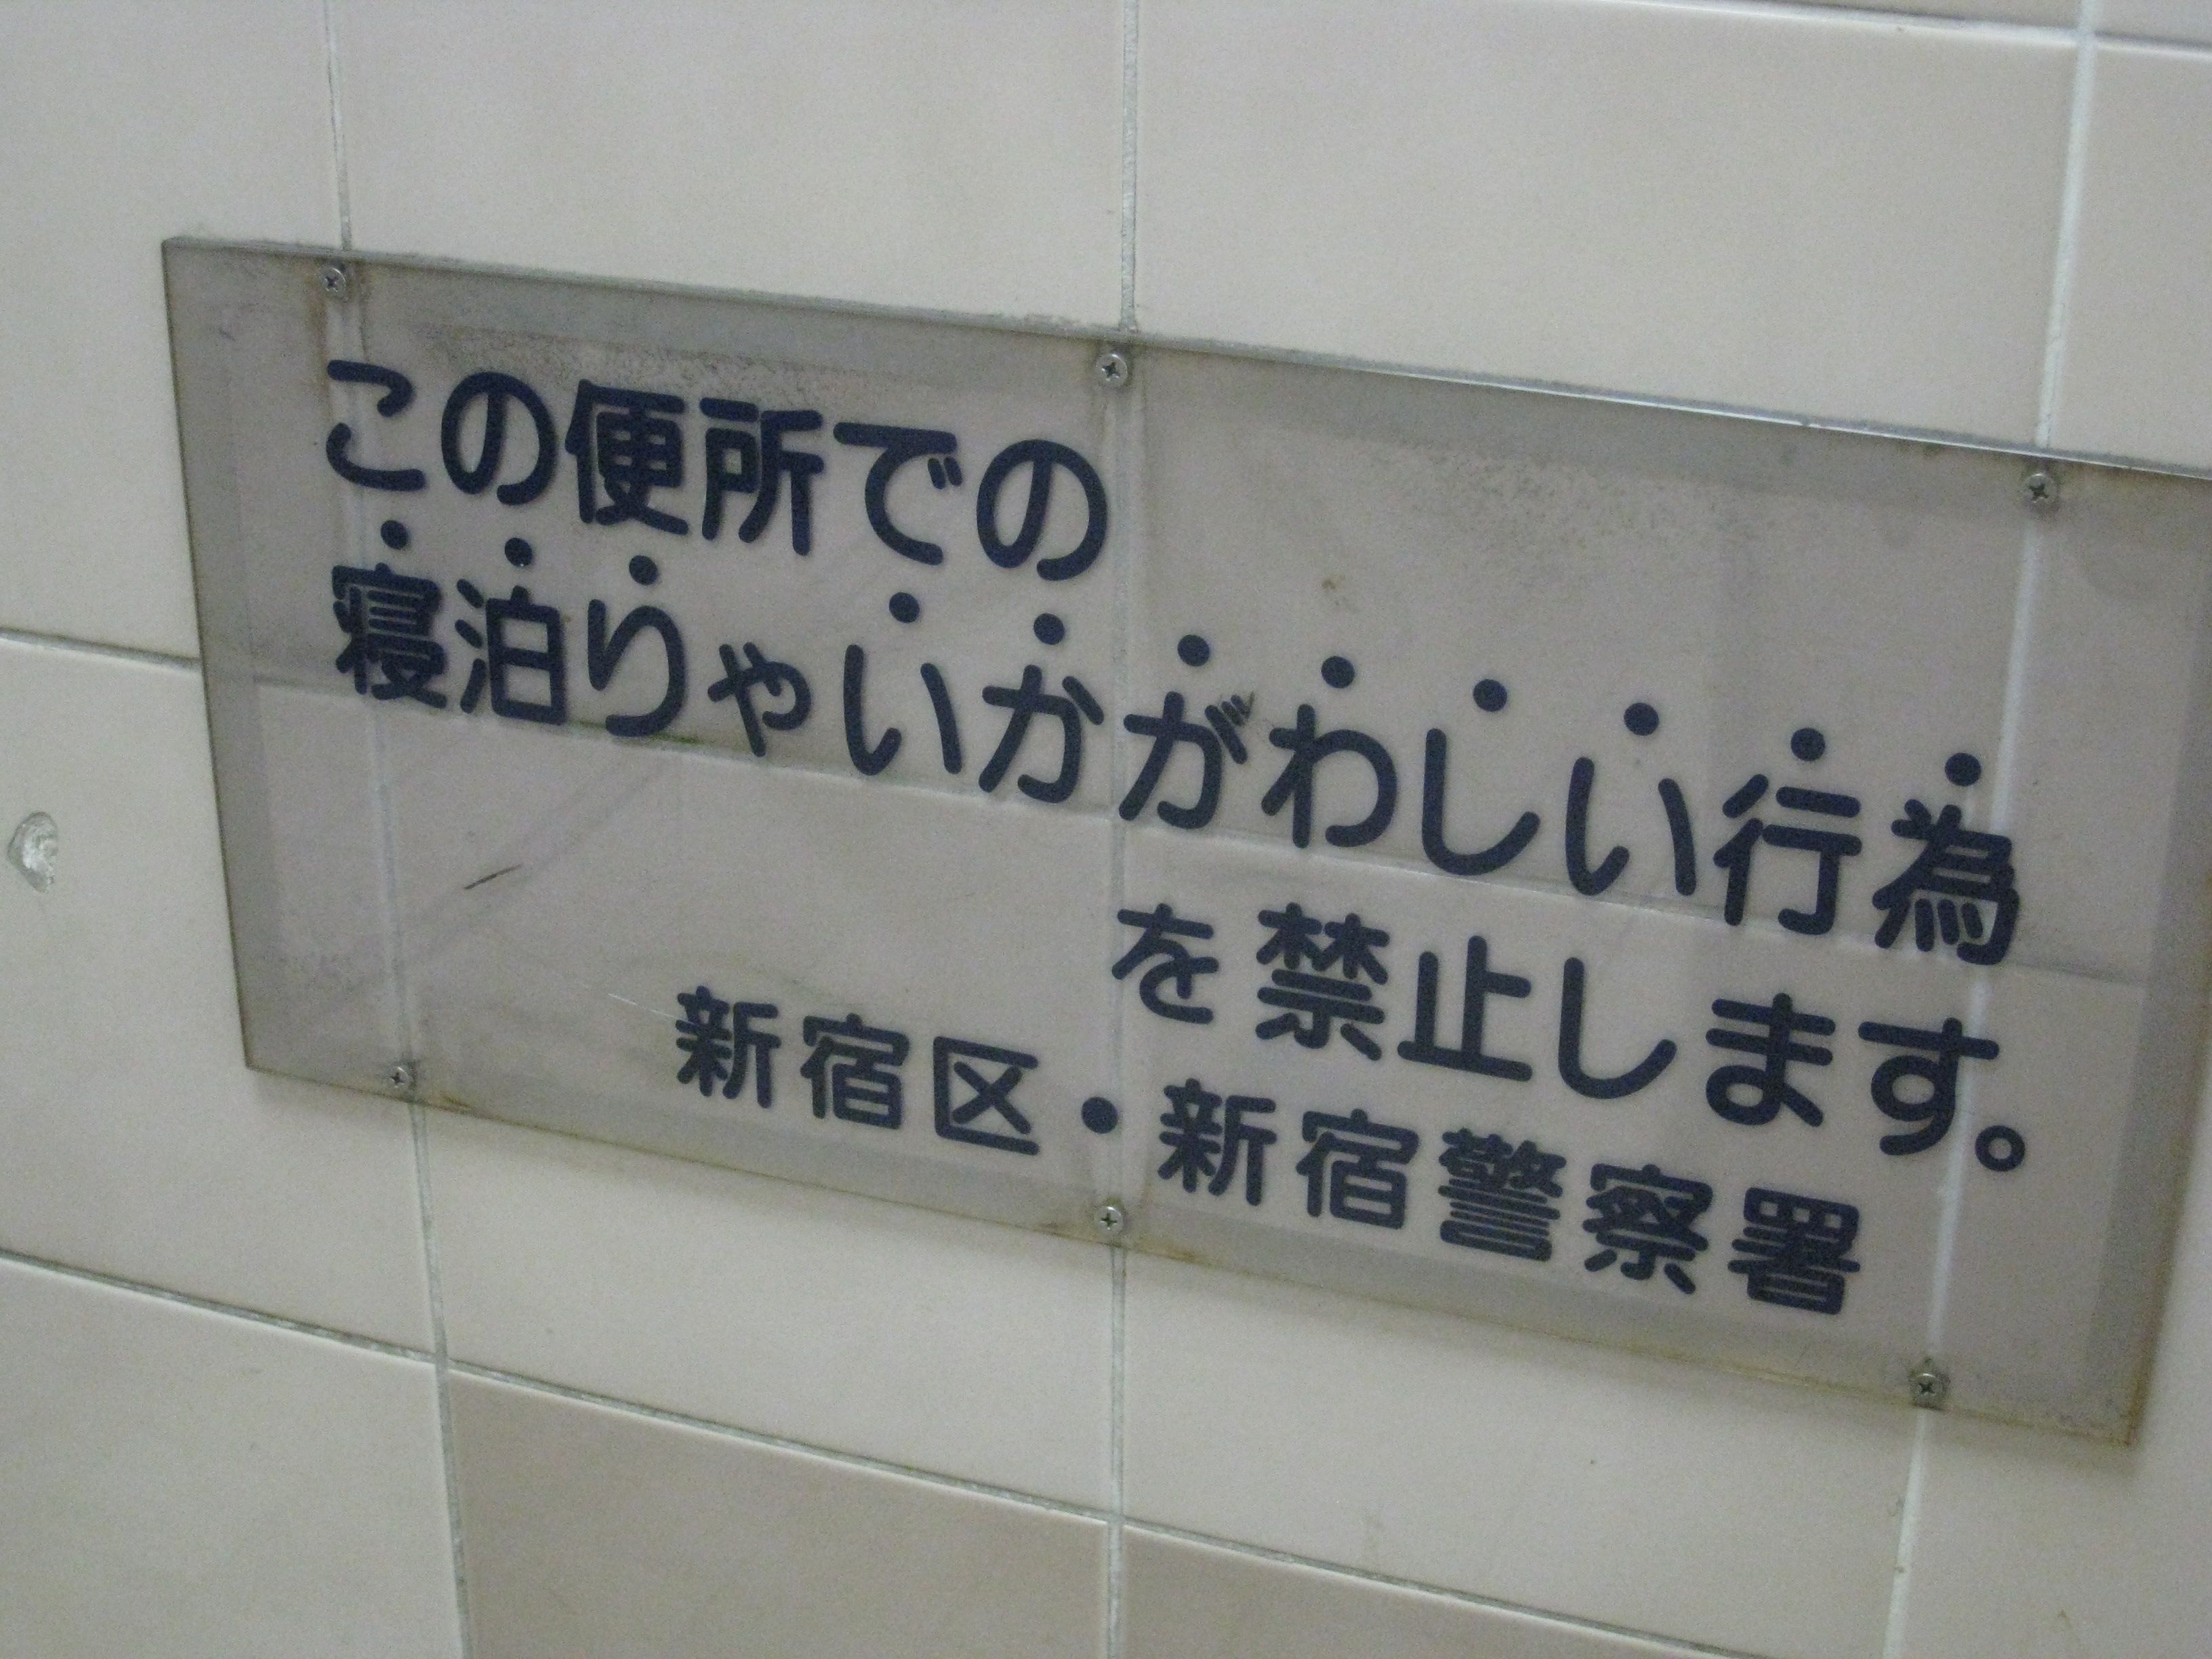 この便所での
寝泊りやいかがわしい行為
を禁止します。
新宿区・新宿警察署